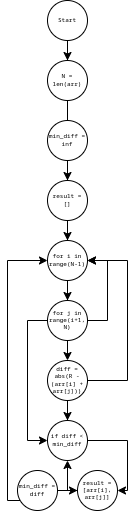 Start
N =
len(arr)
min_diff =
inf
result =
[]
for i in
range(N-1)
for j in
range(i+1,
N)
diff =
abs(R -
(arr[i] +
arr[j]))
if diff <
min_diff
min_diff =
diff
result =
[arr[i],
arr[j]]